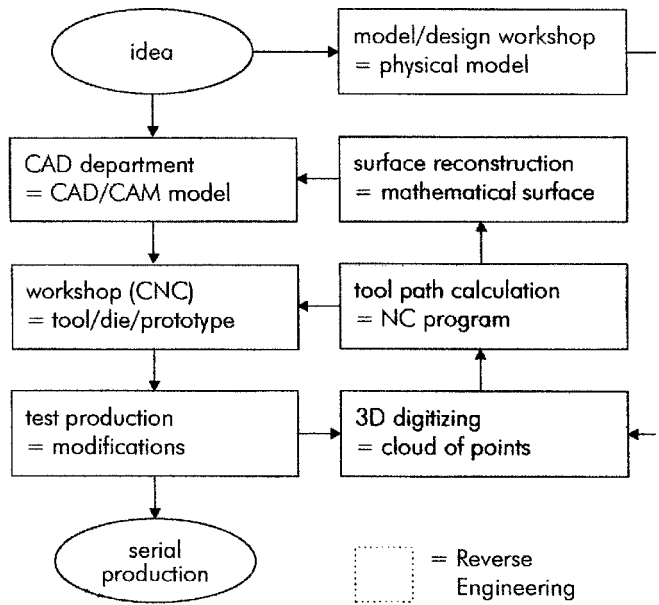 idea
model/design workshop
= physical model
CAD department
= CAD/CAM model
surface reconstruction
= mathematical surface
workshop (CNC)
= tool/die/prototype
tool path calculation
= NC program
test production
= modifications
3D digitizing
= cloud of points
serial
production
= Reverse
Engineering